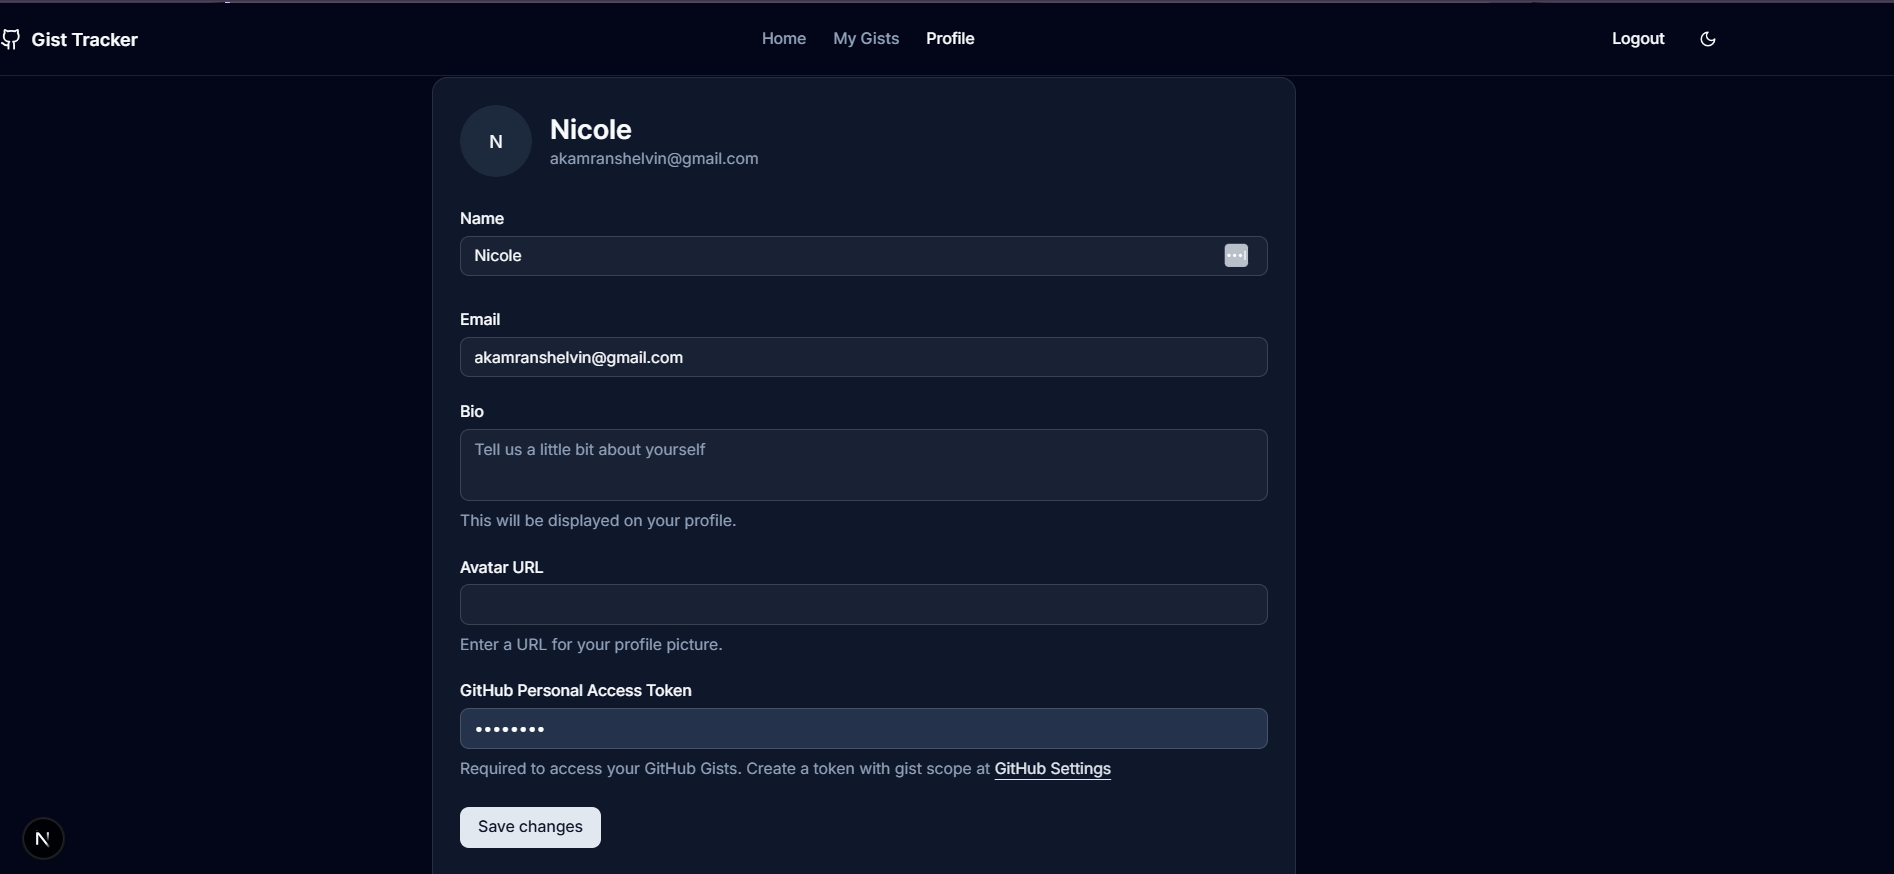 Gist Tracker
Home
My Gists
Profile
Logout
N
Nicole
akamranshelvin@gmail.com
Name
Nicole
Email
akamranshelvin@gmail.com
Bio
Tell us a little bit about yourself
This will be displayed on your profile.
Avatar URL
Enter a URL for your profile picture.
GitHub Personal Access Token
••••••••
Required to access your GitHub Gists. Create a token with gist scope at GitHub Settings
Save changes
N